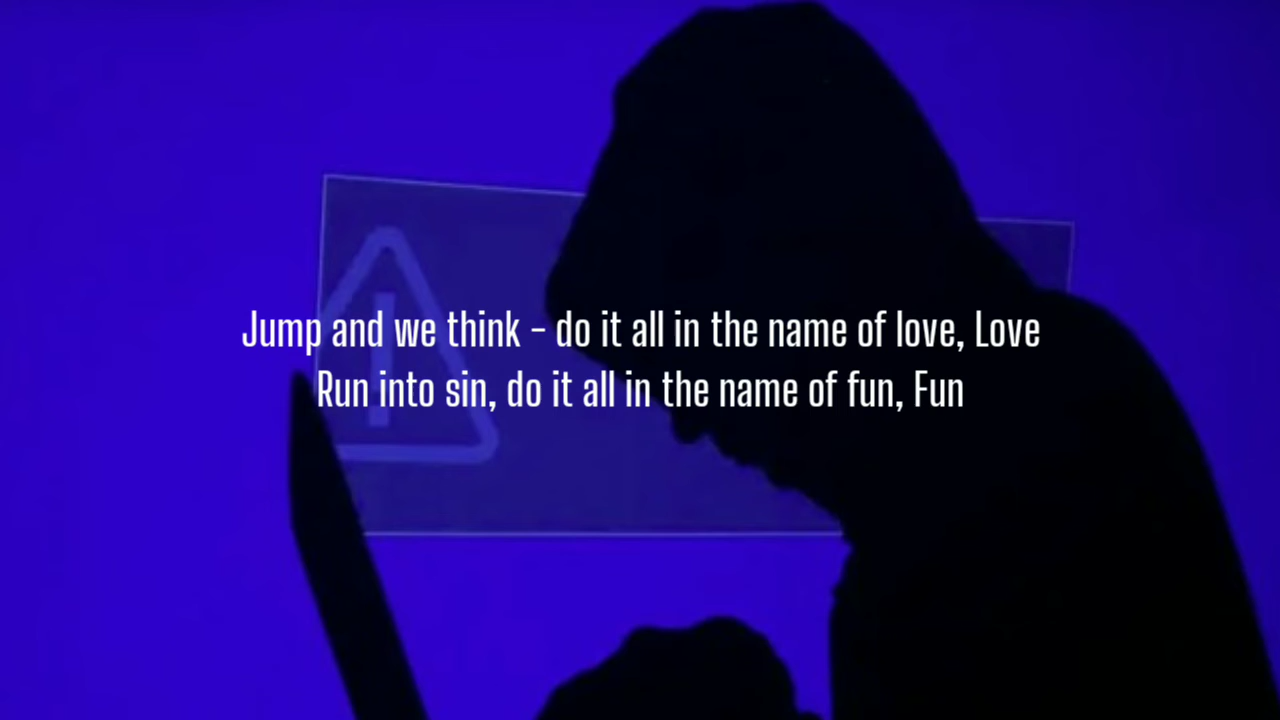 Jump and we think - do it all in the name of love, Love
Run into sin, do it all in the name of fun, Fun